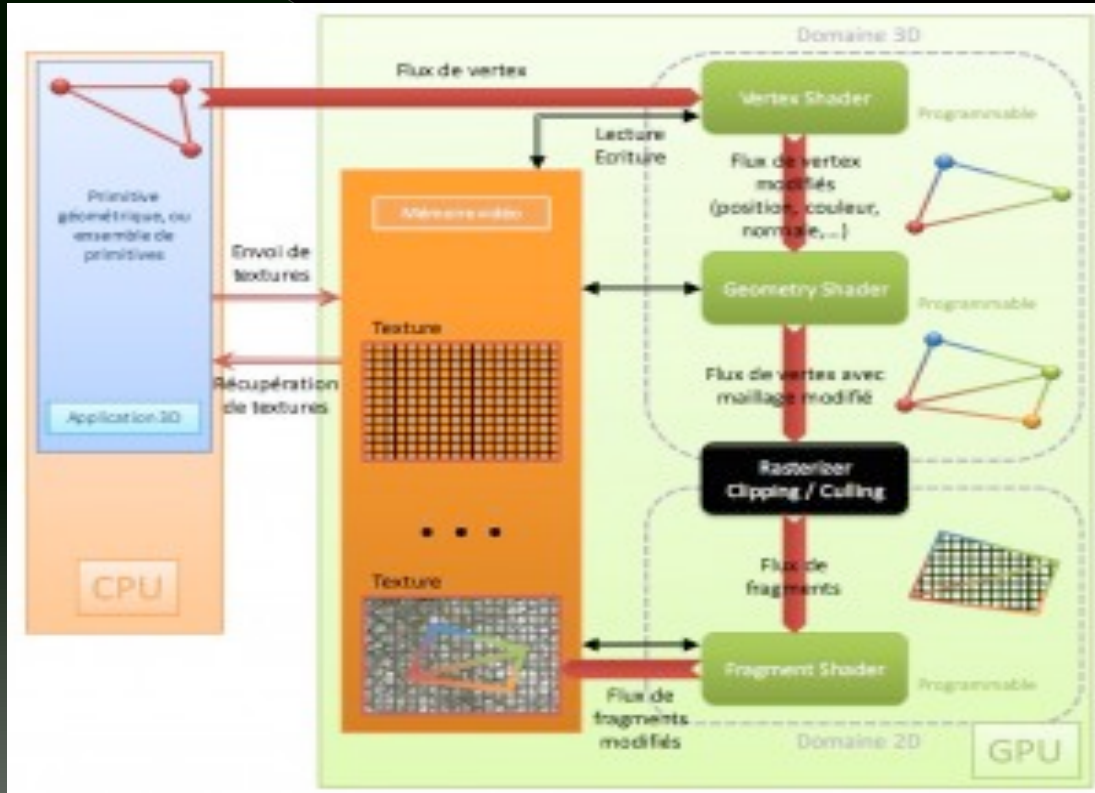 Domaine 3D
Flux de vertex
Vertex Shader
Programmable
Lecture
Ecriture
Primitive
géométrique, ou
ensemble de
primitives
Mémoire vidéo
Flux de vertex
modifiés
(position, couleur,
normale,...)
Envoi de
textures
Geometry Shader
Programmable
Texture
Récupération
de textures
Application 3D
Flux de vertex avec
maillage modifié
Rasterizer
Clipping / Culling
• • •
CPU
Texture
Flux de
fragments
Fragment Shader
Programmable
Flux de
fragments
modifiés
Domaine 2D
GPU